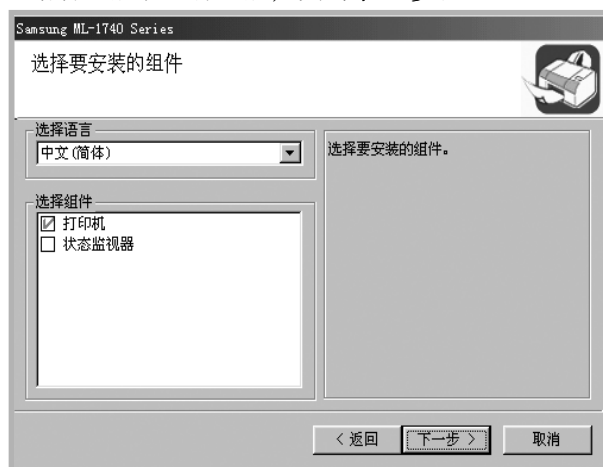 Samsung ML-1740 Series
选择要安装的组件
选择语言
中文(简体)
选择要安装的组件。
选择组件
打印机
状态监视器
< 返回
下一步 >
取消